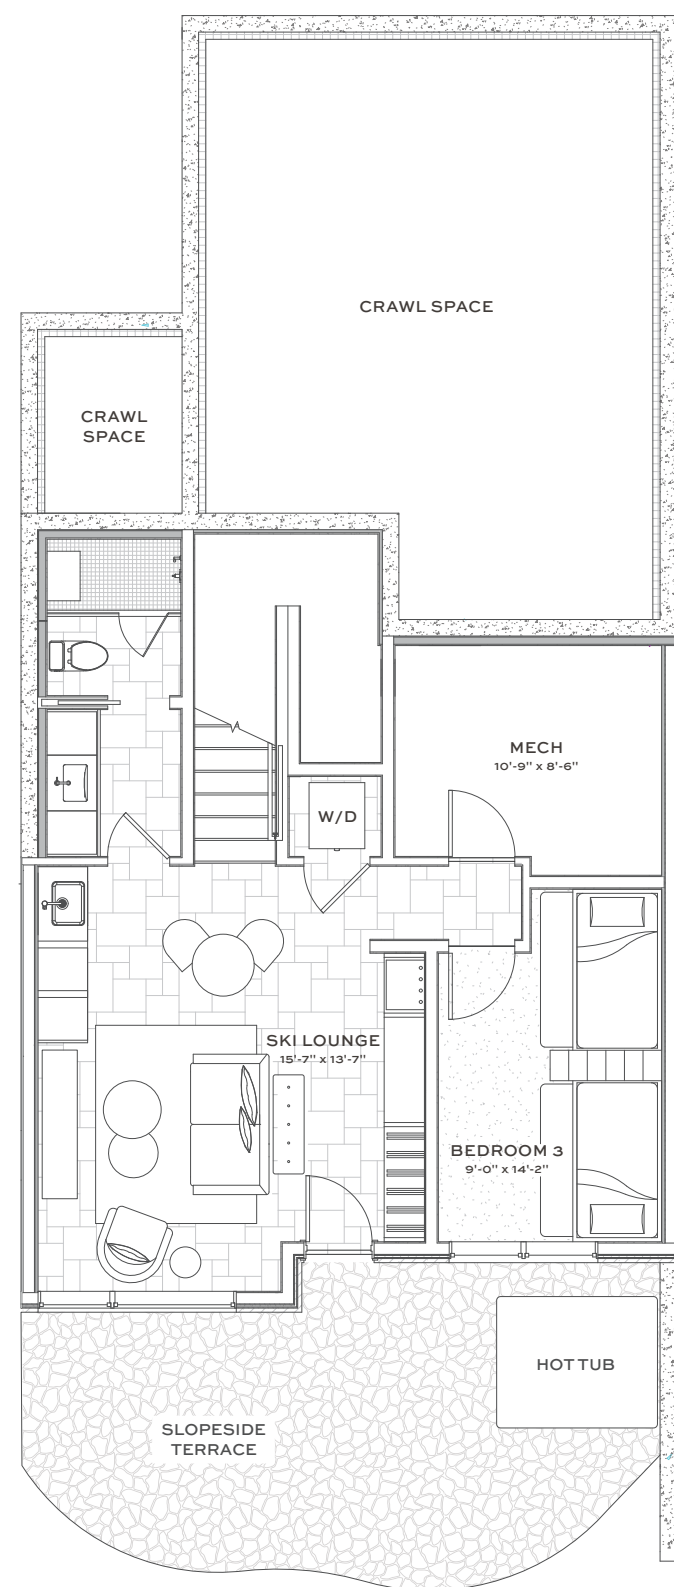 CRAWL SPACE
CRAWL
SPACE
MECH
10'-9" x 8'-6"
W/D
SKI LOUNGE
15'-7" x 13'-7"
BEDROOM 3
9'-0" x 14'-2"
HOT TUB
SLOPESIDE
TERRACE